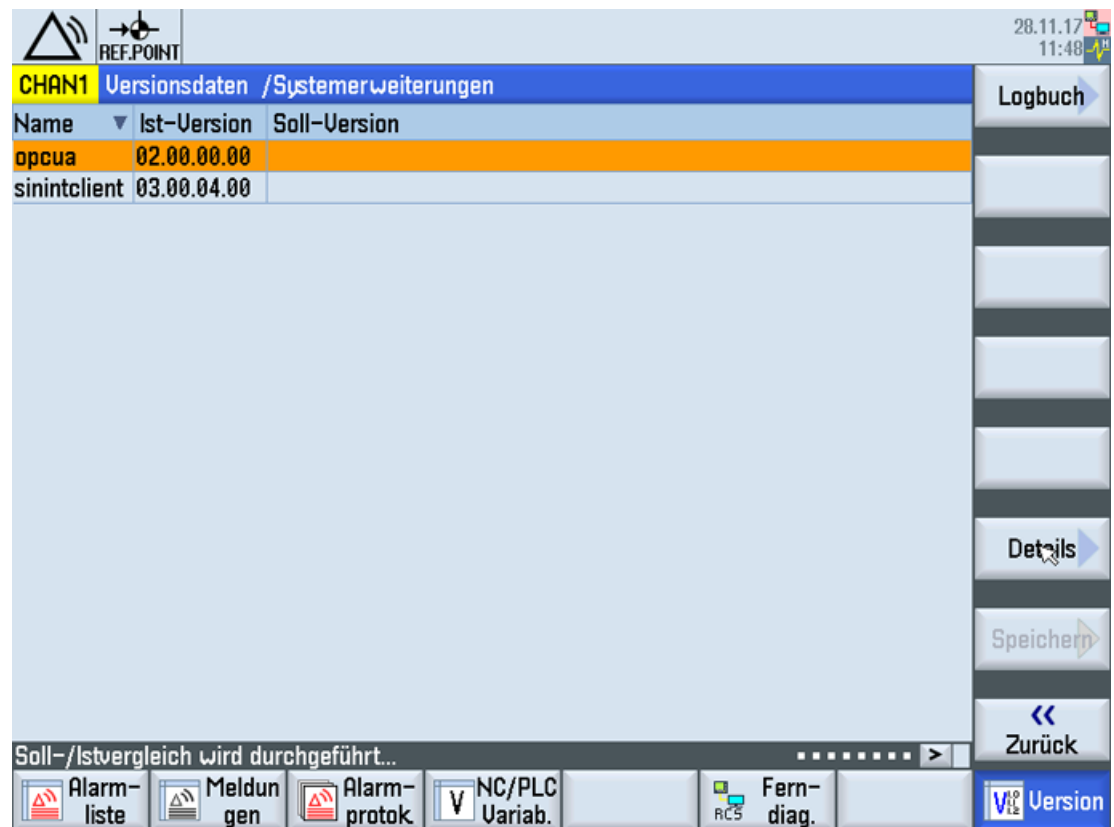 REF.POINT
28.11.17
11:48
CHAN1 Versionsdaten /Systemerweiterungen
Logbuch
Name Ist-Version Soll-Version
opcua 02.00.00.00
sinintclient 03.00.04.00
Details
Speichern
<<
Zurück
Soll-/Istvergleich wird durchgeführt... >
Alarm-
liste
Meldun
gen
Alarm-
protok.
V NC/PLC
Variab.
RCS Fern-
diag.
Version